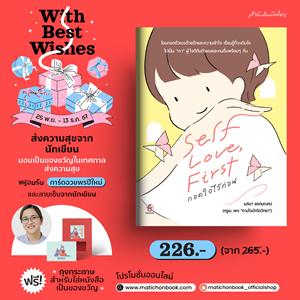 With
Best
Wishes
25 พ.ย. – 13 ธ.ค. 67
ส่งความสุขจาก
นักเขียน
มอบเป็นของขวัญในเทศกาล
ส่งความสุข
พร้อมรับ การ์ดอวยพรปีใหม่
และลายเซ็นจากนักเขียน
Self
Love,
First
กอดใจไว้ก่อน
226.-
(จาก 265.-)
ฟรี!
ถุงกระดาษ
สำหรับใส่หนังสือ
เป็นของขวัญ
โปรโมชั่นออนไลน์
www.matichonbook.com
@matichonbook_officialshop